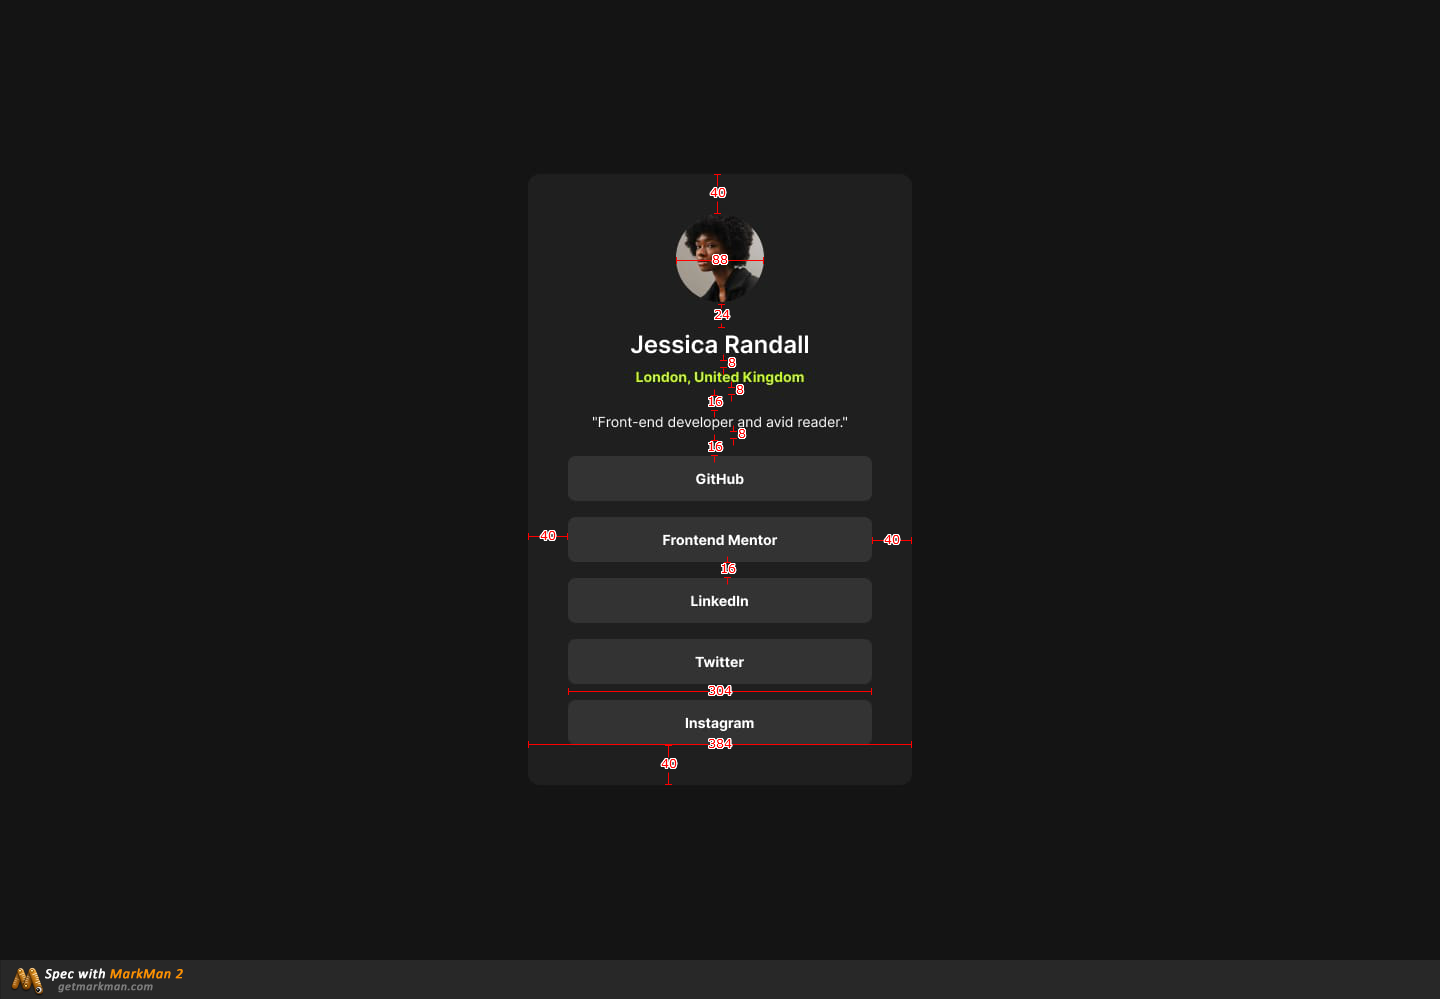 40
88
24
Jessica Randall
8
London, United Kingdom
8
16
"Front-end developer and avid reader."
8
16
GitHub
40
Frontend Mentor
40
16
LinkedIn
Twitter
304
Instagram
384
40
Spec with MarkMan 2
getmarkman.com